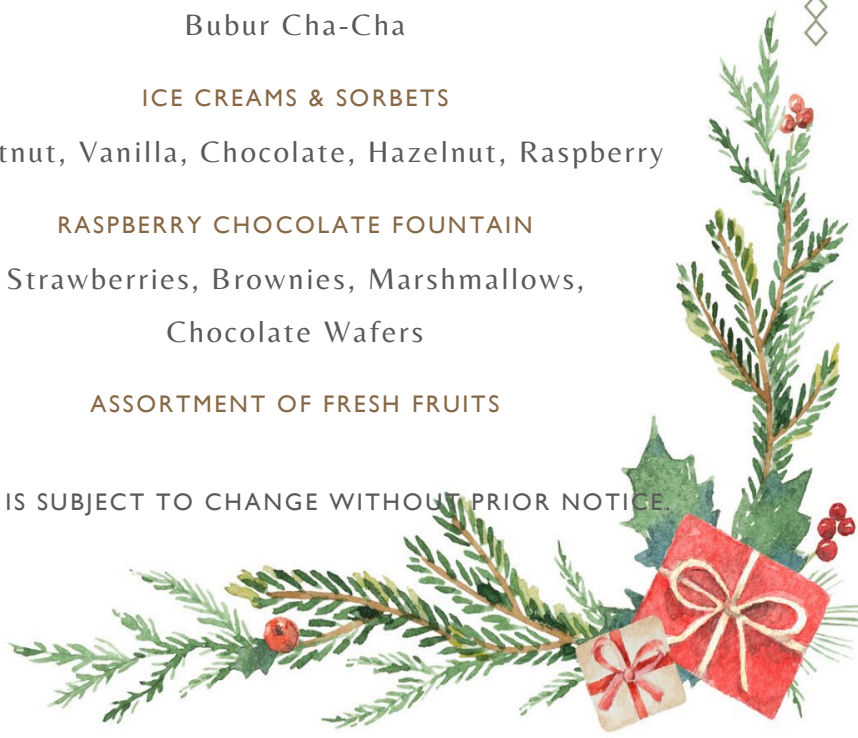 Bubur Cha-Cha
ICE CREAMS & SORBETS
Vanilla, Chocolate, Hazelnut, Raspberry
RASPBERRY CHOCOLATE FOUNTAIN
Strawberries, Brownies, Marshmallows,
Chocolate Wafers
ASSORTMENT OF FRESH FRUITS
IS SUBJECT TO CHANGE WITHOUT PRIOR NOTICE.